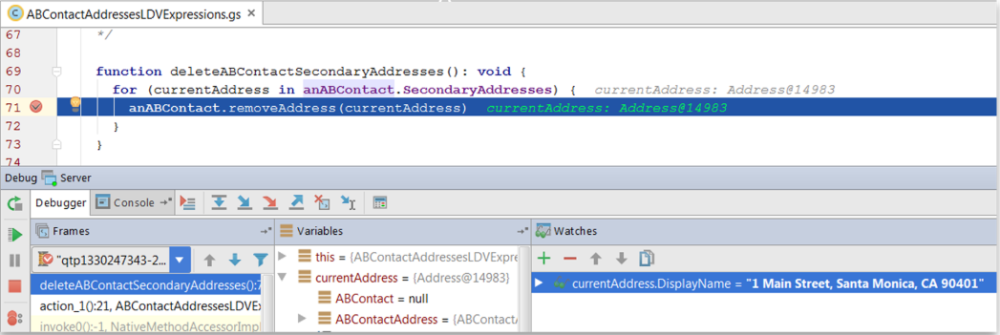 ABContactAddressesLDVExpressions.gs
67 */
68
69 function deleteABContactSecondaryAddresses(): void {
70 for (currentAddress in anABContact.SecondaryAddresses) { currentAddress: Address@14983
71 anABContact.removeAddress(currentAddress) currentAddress: Address@14983
72 }
73 }
74
Debug Server
Debugger Console
Frames Variables Watches
"qtp1330247343-2...
this = {ABContactAddressesLDVExpre
deleteABContactSecondaryAddresses():7
currentAddress = {Address@14983}
currentAddress.DisplayName = "1 Main Street, Santa Monica, CA 90401"
action_1():21, ABContactAddressesLDVEx
ABContact = null
invoke0():-1, NativeMethodAccessorImpl
ABContactAddress = {ABContactA